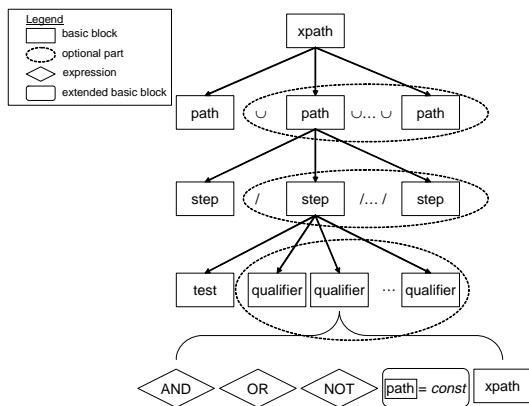 Legend
basic block
optional part
expression
extended basic block
xpath
path ∪ path ∪... ∪ path
step / step /... / step
test qualifier qualifier ... qualifier
AND OR NOT path = const xpath